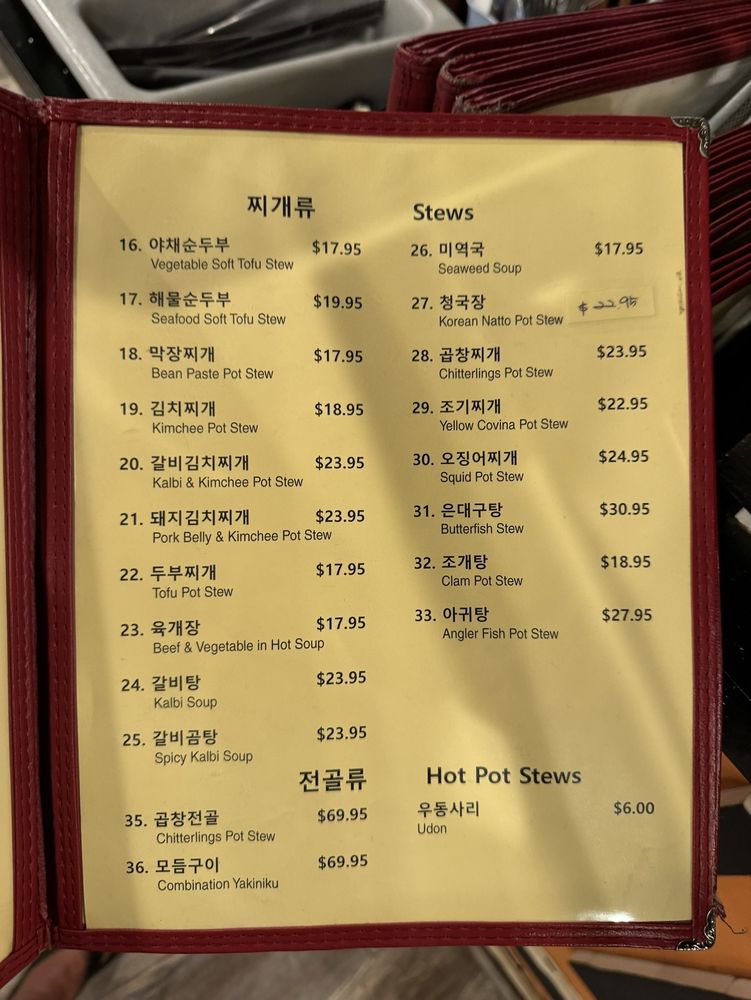 찌개류 Stews
16. 야채순두부 $17.95
Vegetable Soft Tofu Stew
17. 해물순두부 $19.95
Seafood Soft Tofu Stew
18. 막장찌개 $17.95
Bean Paste Pot Stew
19. 김치찌개 $18.95
Kimchee Pot Stew
20. 갈비김치찌개 $23.95
Kalbi & Kimchee Pot Stew
21. 돼지김치찌개 $23.95
Pork Belly & Kimchee Pot Stew
22. 두부찌개 $17.95
Tofu Pot Stew
23. 육개장 $17.95
Beef & Vegetable in Hot Soup
24. 갈비탕 $23.95
Kalbi Soup
25. 갈비곰탕 $23.95
Spicy Kalbi Soup
26. 미역국 $17.95
Seaweed Soup
27. 청국장 $22.95
Korean Natto Pot Stew
28. 곱창찌개 $23.95
Chitterlings Pot Stew
29. 조기찌개 $22.95
Yellow Covina Pot Stew
30. 오징어찌개 $24.95
Squid Pot Stew
31. 은대구탕 $30.95
Butterfish Stew
32. 조개탕 $18.95
Clam Pot Stew
33. 아귀탕 $27.95
Angler Fish Pot Stew
전골류 Hot Pot Stews
35. 곱창전골 $69.95
Chitterlings Pot Stew
36. 모듬구이 $69.95
Combination Yakiniku
우동사리 $6.00
Udon